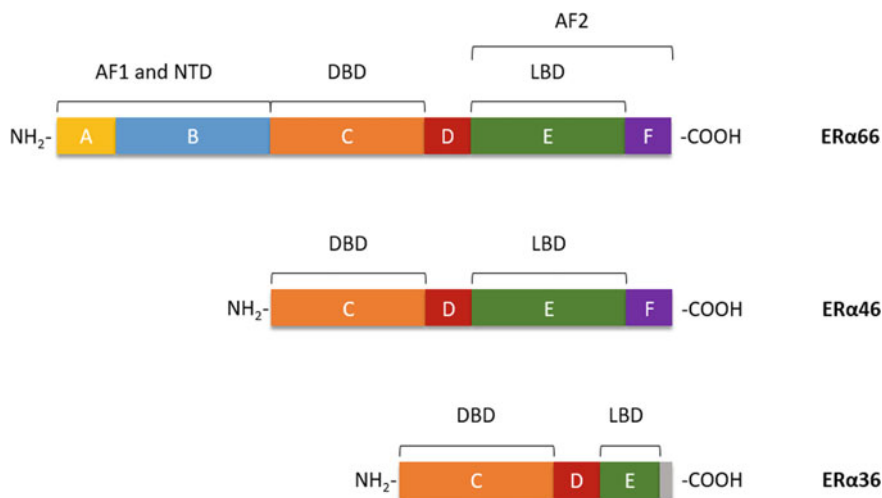 AF2
AF1 and NTD DBD LBD
NH₂- A B C D E F -COOH ERα66
DBD LBD
NH₂- C D E F -COOH ERα46
DBD LBD
NH₂- C D E -COOH ERα36